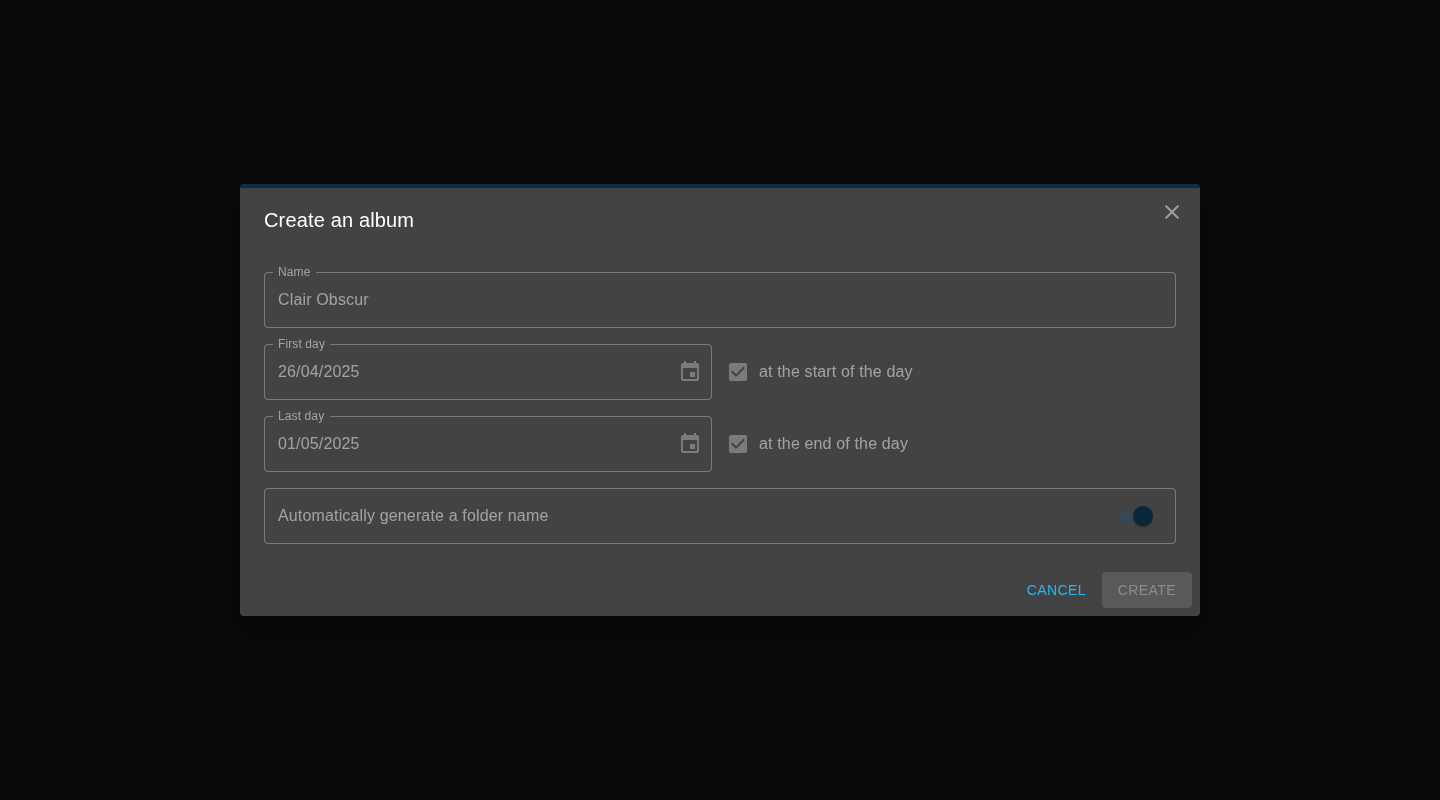 Create an album
Name
Clair Obscur
First day
26/04/2025
at the start of the day
Last day
01/05/2025
at the end of the day
Automatically generate a folder name
CANCEL
CREATE